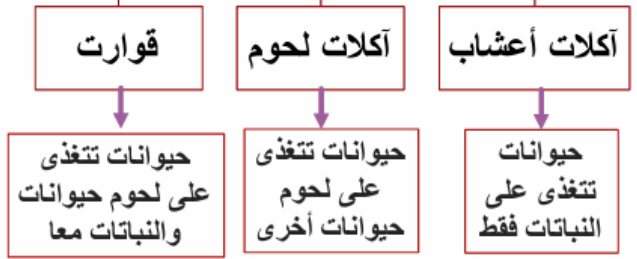 آكلات أعشاب
آكلات لحوم
قوارت
حيوانات
تتغذى على
النباتات فقط
حيوانات تتغذى
على لحوم
حيوانات أخرى
حيوانات تتغذى
على لحوم حيوانات
والنباتات معا